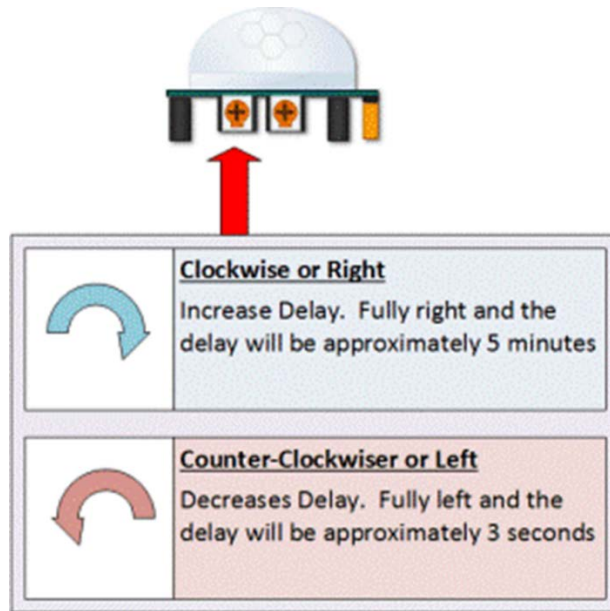 Clockwise or Right
Increase Delay.  Fully right and the
delay will be approximately 5 minutes
Counter-Clockwiser or Left
Decreases Delay.  Fully left and the
delay will be approximately 3 seconds